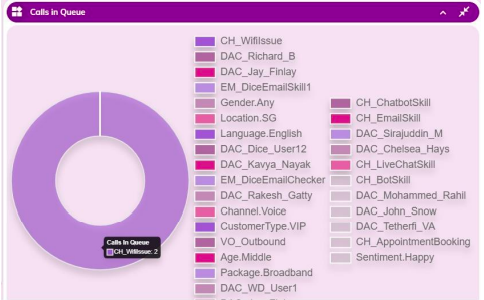 Calls in Queue
CH_WifiIssue
DAC_Richard_B
DAC_Jay_Finlay
EM_DiceEmailSkill1
Gender.Any
Location.SG
Language.English
DAC_Dice_User12
DAC_Kavya_Nayak
EM_DiceEmailChecker
DAC_Rakesh_Gatty
Channel.Voice
CustomerType.VIP
VO_Outbound
Age.Middle
Package.Broadband
DAC_WD_User1
CH_ChatbotSkill
CH_EmailSkill
DAC_Sirajuddin_M
DAC_Chelsea_Hays
CH_LiveChatSkill
CH_BotSkill
DAC_Mohammed_Rahil
DAC_John_Snow
DAC_Tetherfi_VA
CH_AppointmentBooking
Sentiment.Happy
Calls In Queue
CH_WifiIssue: 2